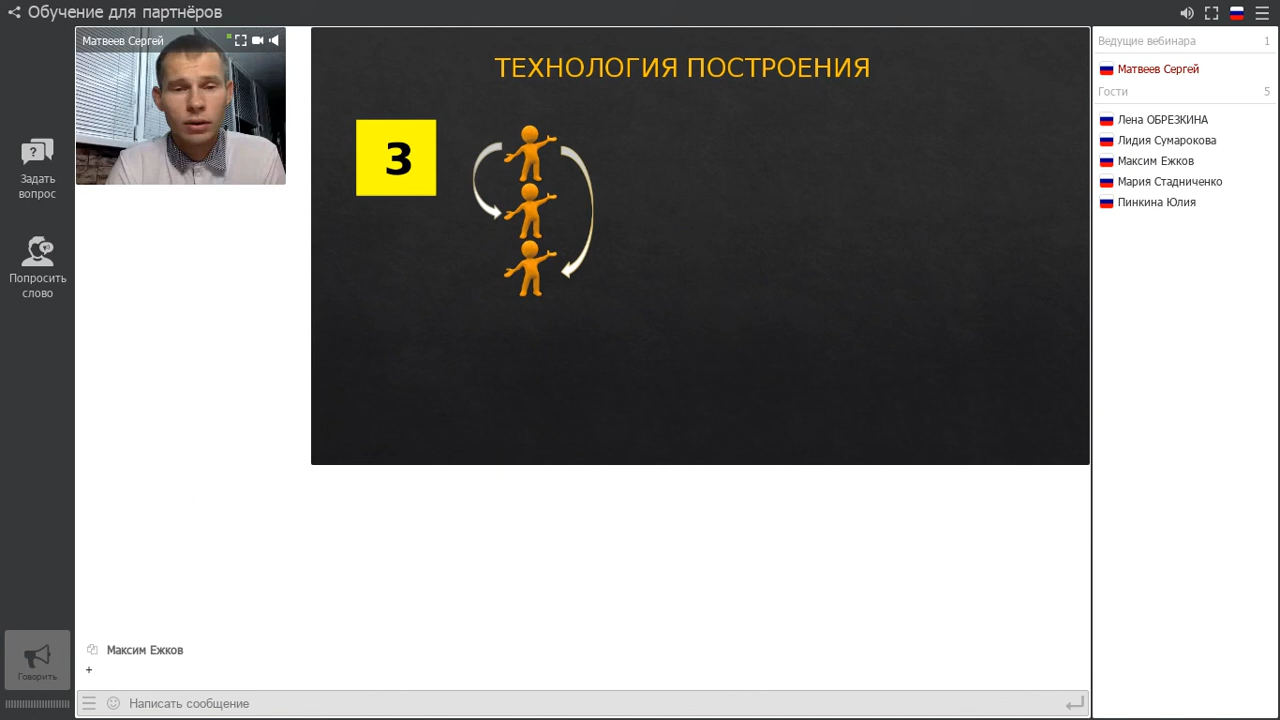 Обучение для партнёров
Матвеев Сергей
ТЕХНОЛОГИЯ ПОСТРОЕНИЯ
3
Задать
вопрос
Попросить
слово
Говорить
Ведущие вебинара 1
Матвеев Сергей
Гости 5
Лена ОБРЕЗКИНА
Лидия Сумарокова
Максим Ежков
Мария Стадниченко
Пинкина Юлия
Максим Ежков
+
Написать сообщение